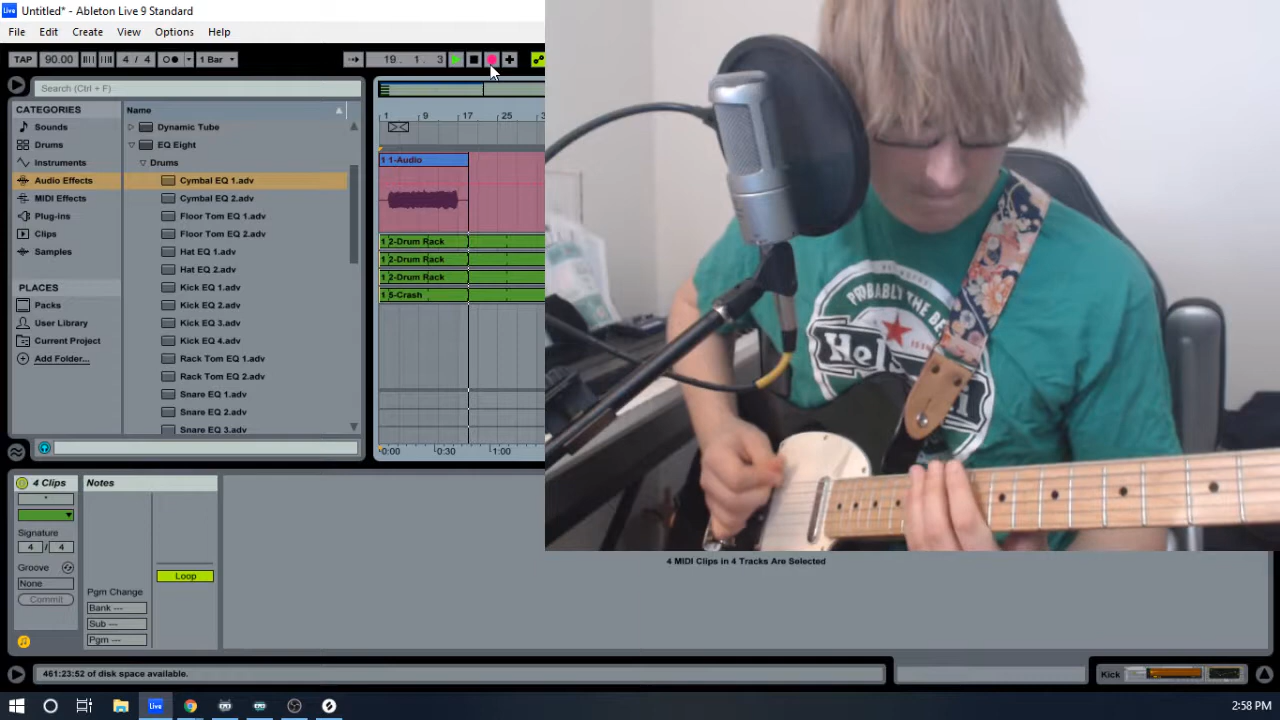 Untitled* - Ableton Live 9 Standard
File Edit Create View Options Help
TAP 90.00 4 / 4 1 Bar 19. 1. 3
Search (Ctrl + F)
CATEGORIES
Sounds
Drums
Instruments
Audio Effects
MIDI Effects
Plug-ins
Clips
Samples
PLACES
Packs
User Library
Current Project
Add Folder...
Name
Dynamic Tube
EQ Eight
Drums
Cymbal EQ 1.adv
Cymbal EQ 2.adv
Floor Tom EQ 1.adv
Floor Tom EQ 2.adv
Hat EQ 1.adv
Hat EQ 2.adv
Kick EQ 1.adv
Kick EQ 2.adv
Kick EQ 3.adv
Kick EQ 4.adv
Rack Tom EQ 1.adv
Rack Tom EQ 2.adv
Snare EQ 1.adv
Snare EQ 2.adv
Snare EQ 3.adv
1 9 17 25
1 1-Audio
1 2-Drum Rack
1 2-Drum Rack
1 2-Drum Rack
1 5-Crash
0:00 0:30 1:00
PROBABLY THE BE
Hei
4 Clips
Signature
4 / 4
Groove
None
Commit
Notes
Pgm Change
Bank ---
Sub ---
Pgm ---
Loop
4 MIDI Clips in 4 Tracks Are Selected
461:23:52 of disk space available.
Kick
Live
2:58 PM